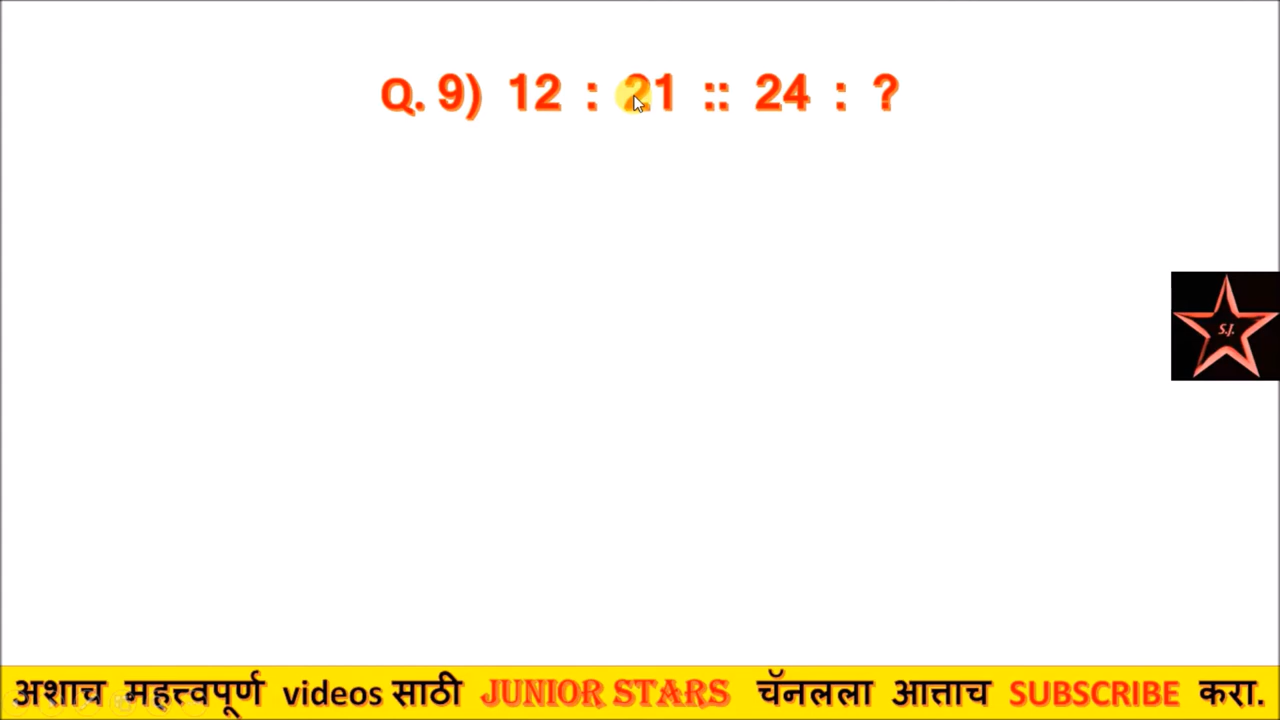 Q. 9) 12 : 21 :: 24 : ?
S.J.
अशाच महत्त्वपूर्ण videos साठी JUNIOR STARS चॅनलला आत्ताच SUBSCRIBE करा.